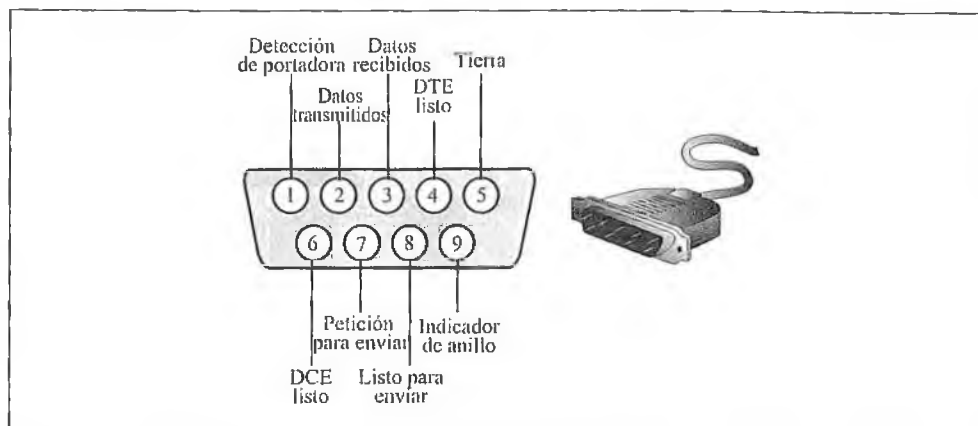 Detección
de portadora
Datos
recibidos
Tierra
Datos
transmitidos
DTE
listo
1 2 3 4 5
6 7 8 9
Petición
para enviar
Indicador
de anillo
DCE
listo
Listo para
enviar